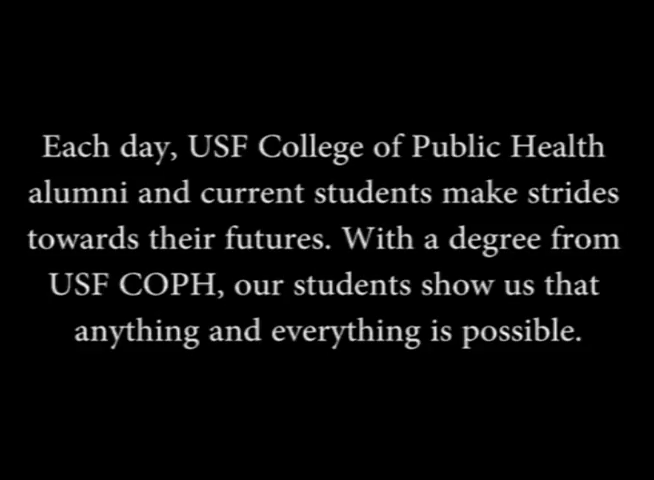 Each day, USF College of Public Health
alumni and current students make strides
towards their futures. With a degree from
USF COPH, our students show us that
anything and everything is possible.